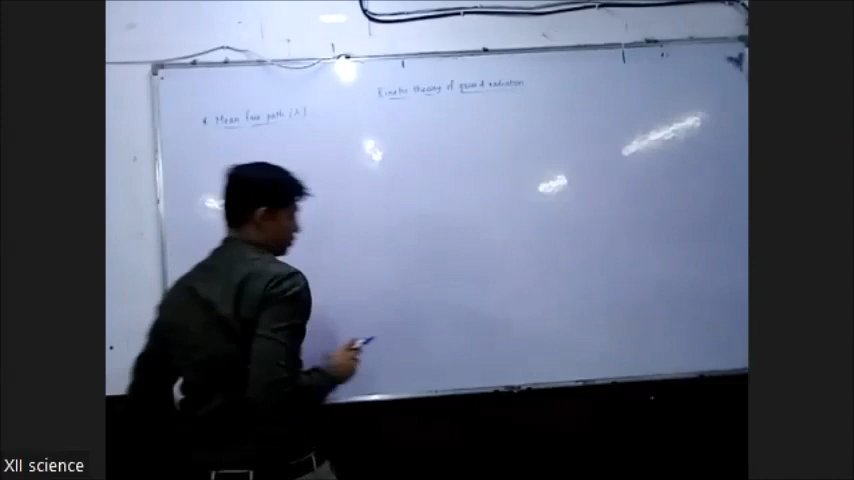 Kinetic theory of gases & radiation
* Mean free path (λ)
XII science